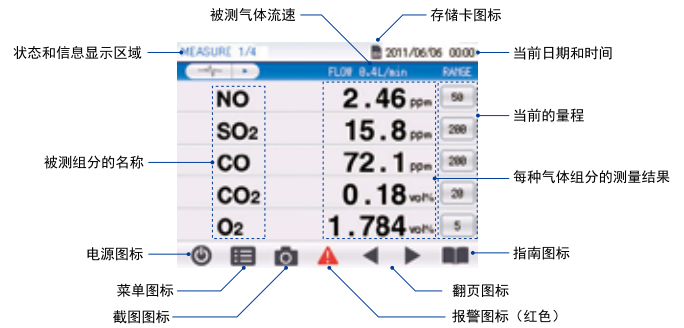 被测气体流速
存储卡图标
状态和信息显示区域
MEASURE 1/4
2011/06/06 00:00
当前日期和时间
FLOW 0.4L/min
RANGE
NO 2.46 ppm 50
当前的量程
SO2 15.8 ppm 200
被测组分的名称
CO 72.1 ppm 200
每种气体组分的测量结果
CO2 0.18 vol% 20
O2 1.784 vol% 5
电源图标
指南图标
菜单图标
翻页图标
截图图标
报警图标（红色）